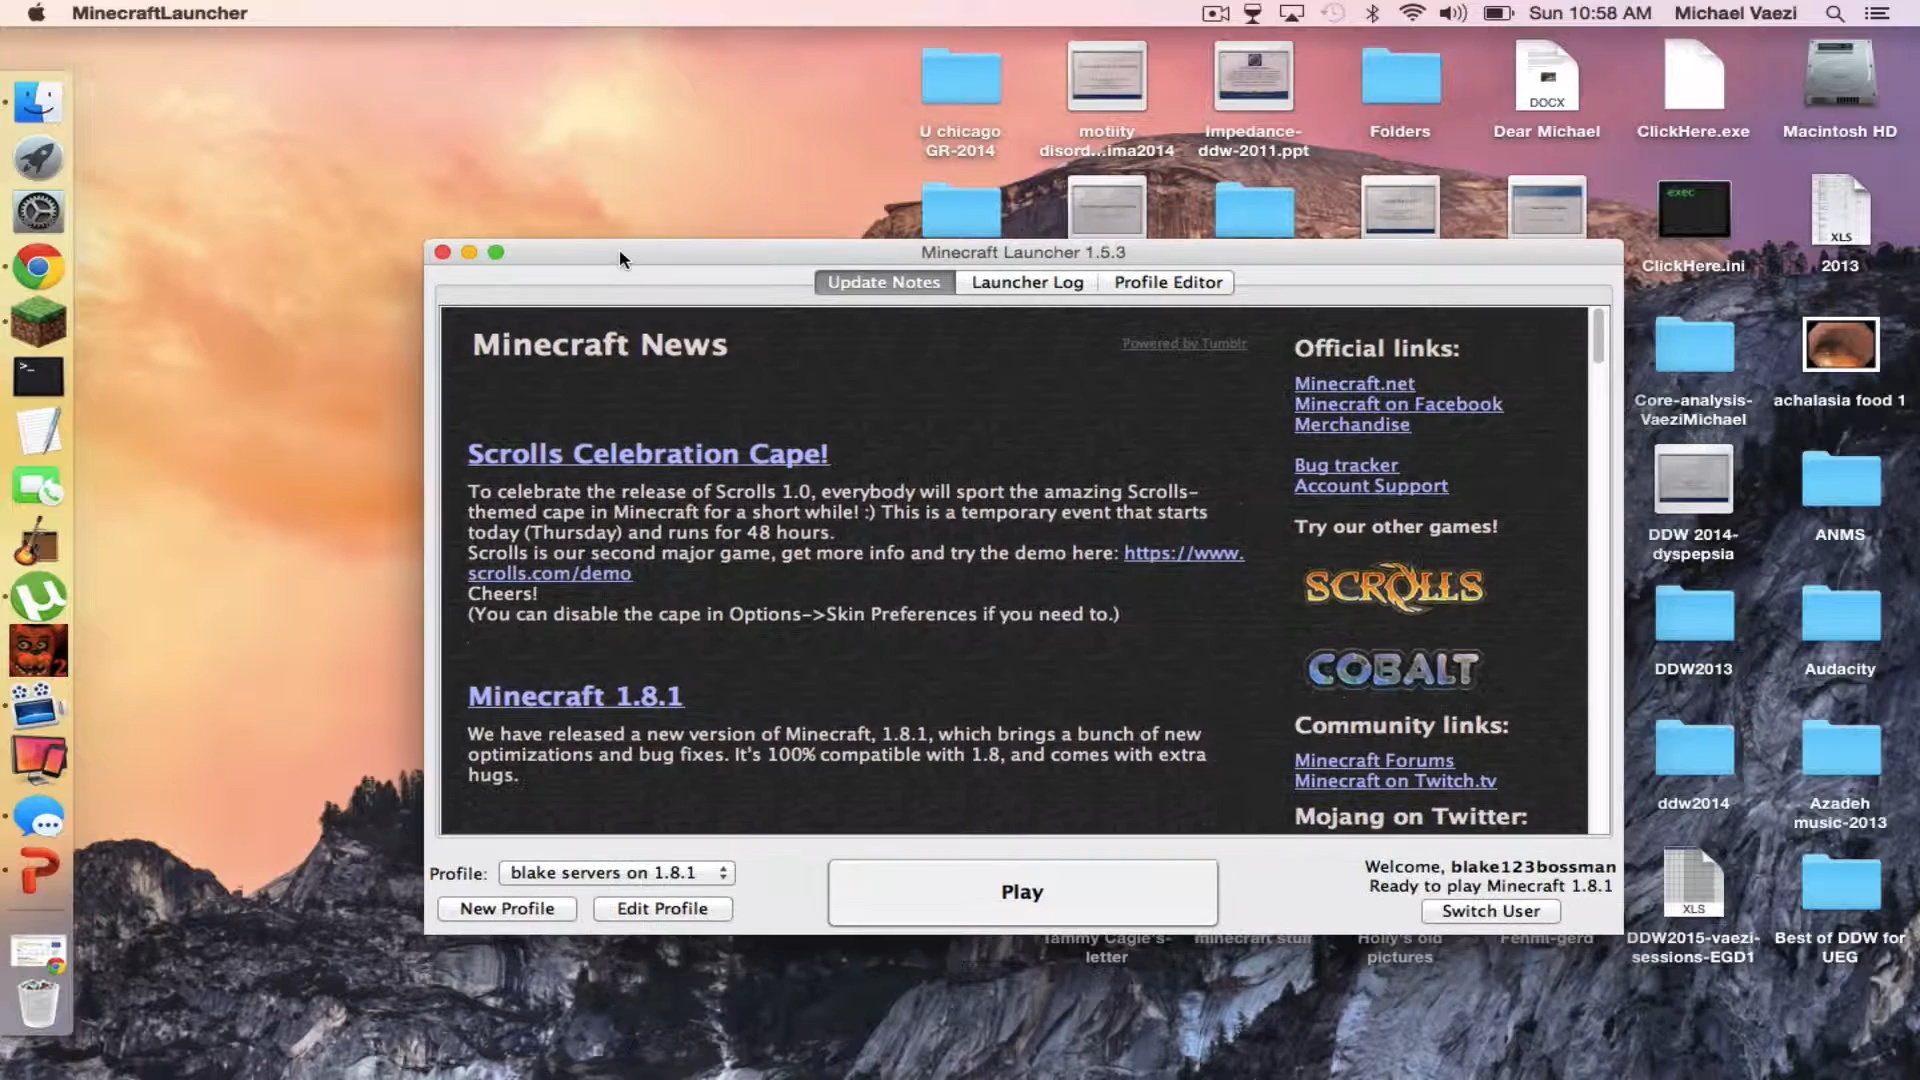 MinecraftLauncher
Sun 10:58 AM
Michael Vaezi
U chicago
GR-2014
motiity
disord...ima2014
Impedance-
ddw-2011.ppt
Folders
DOCX
Dear Michael
ClickHere.exe
Macintosh HD
exec
ClickHere.ini
XLS
2013
Core-analysis-
VaeziMichael
achalasia food 1
DDW 2014-
dyspepsia
ANMS
DDW2013
Audacity
ddw2014
Azadeh
music-2013
XLS
DDW2015-vaezi-
sessions-EGD1
Best of DDW for
UEG
Minecraft Launcher 1.5.3
Update Notes
Launcher Log
Profile Editor
Minecraft News
Powered by Tumblr
Scrolls Celebration Cape!
To celebrate the release of Scrolls 1.0, everybody will sport the amazing Scrolls-
themed cape in Minecraft for a short while! :) This is a temporary event that starts
today (Thursday) and runs for 48 hours.
Scrolls is our second major game, get more info and try the demo here: https://www.
scrolls.com/demo
Cheers!
(You can disable the cape in Options->Skin Preferences if you need to.)
Minecraft 1.8.1
We have released a new version of Minecraft, 1.8.1, which brings a bunch of new
optimizations and bug fixes. It's 100% compatible with 1.8, and comes with extra
hugs.
Official links:
Minecraft.net
Minecraft on Facebook
Merchandise
Bug tracker
Account Support
Try our other games!
SCROLLS
COBALT
Community links:
Minecraft Forums
Minecraft on Twitch.tv
Mojang on Twitter:
Profile:
blake servers on 1.8.1
New Profile
Edit Profile
Play
Welcome, blake123bossman
Ready to play Minecraft 1.8.1
Switch User
Tammy Cagle's-
letter
minecraft stuff
Holly's old
pictures
Fenmi-gerd